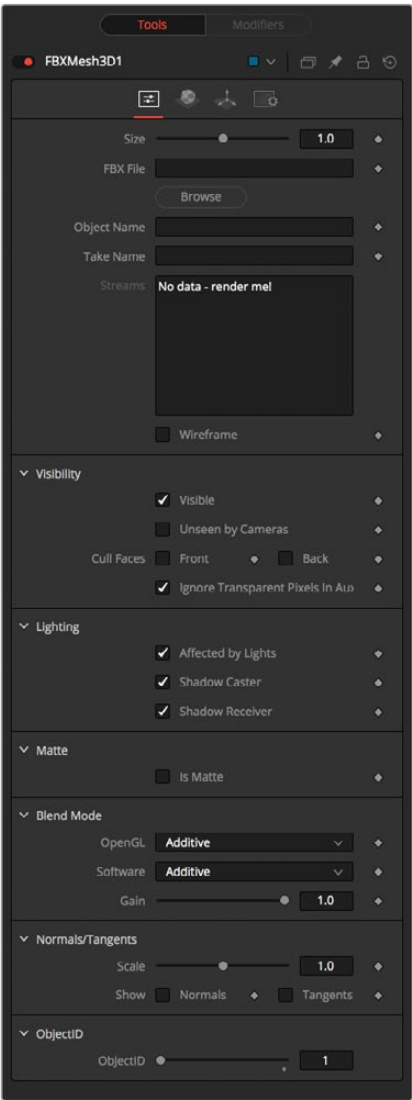 Tools Modifiers
FBXMesh3D1
Size 1.0
FBX File
Browse
Object Name
Take Name
Streams No data - render me!
Wireframe
Visibility
Visible
Unseen by Cameras
Cull Faces Front Back
Ignore Transparent Pixels In Aux
Lighting
Affected by Lights
Shadow Caster
Shadow Receiver
Matte
Is Matte
Blend Mode
OpenGL Additive
Software Additive
Gain 1.0
Normals/Tangents
Scale 1.0
Show Normals Tangents
ObjectID
ObjectID 1